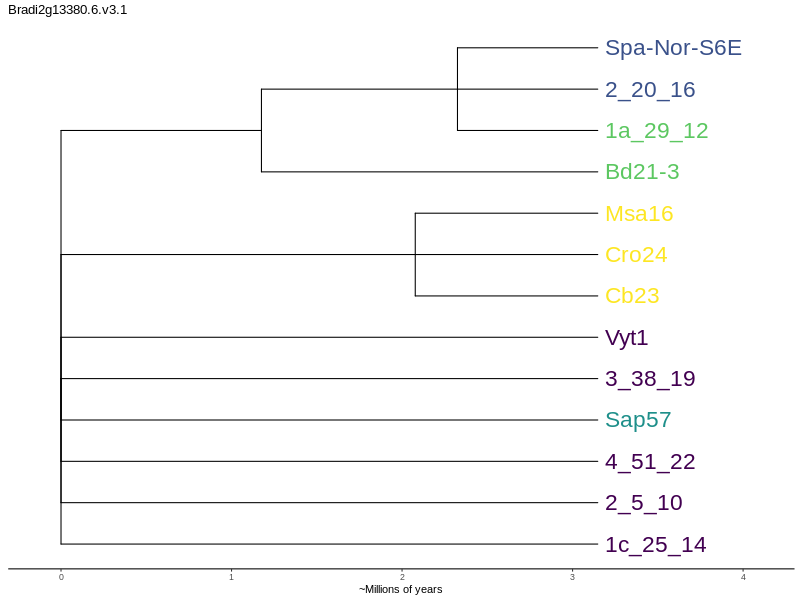 Bradi2g13380.6.v3.1
Spa-Nor-S6E
2_20_16
1a_29_12
Bd21-3
Msa16
Cro24
Cb23
Vyt1
3_38_19
Sap57
4_51_22
2_5_10
1c_25_14
0 1 2 3 4
~Millions of years